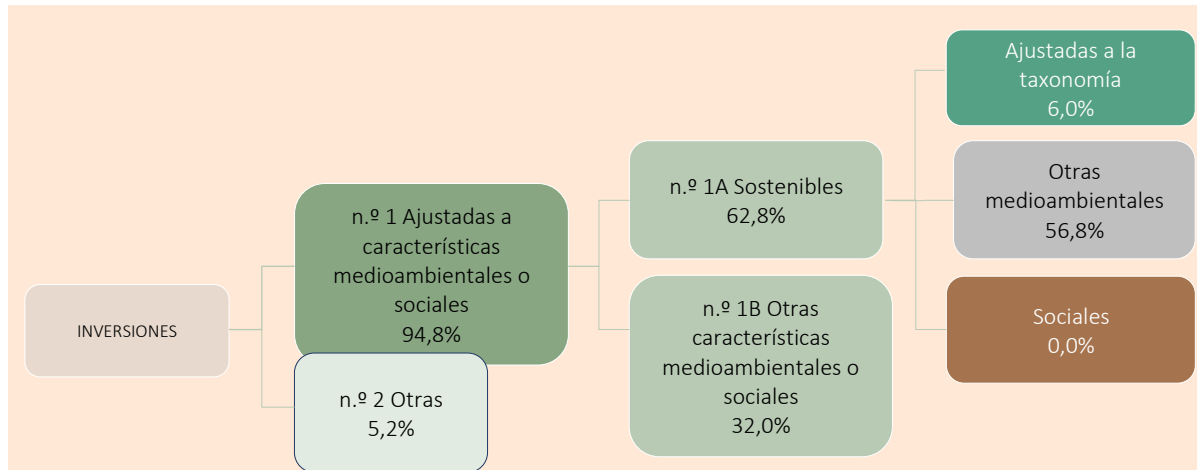 INVERSIONES
n.º 1 Ajustadas a
características
medioambientales o
sociales
94,8%
n.º 2 Otras
5,2%
n.º 1A Sostenibles
62,8%
n.º 1B Otras
características
medioambientales o
sociales
32,0%
Ajustadas a la
taxonomía
6,0%
Otras
medioambientales
56,8%
Sociales
0,0%